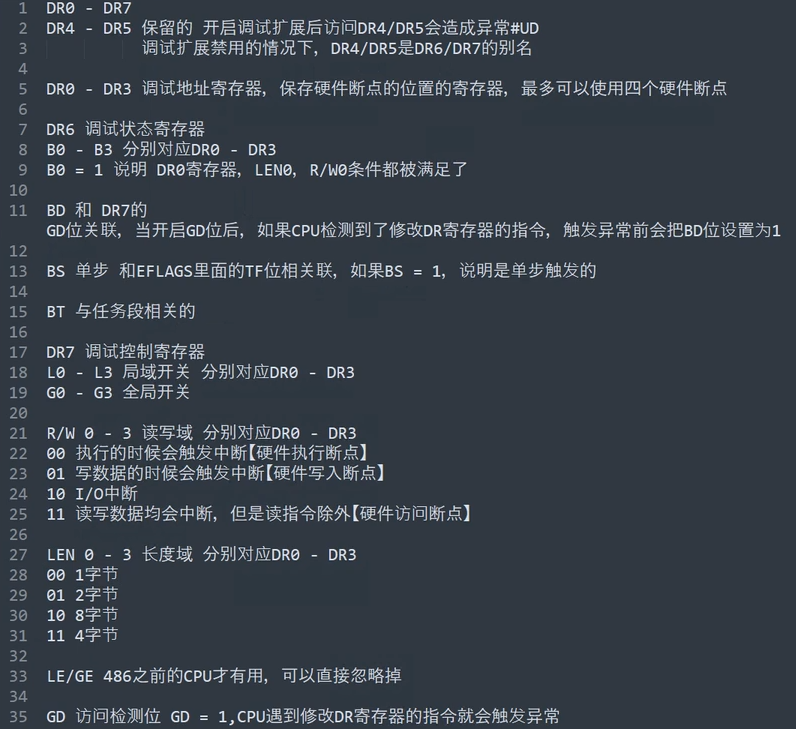 1 DR0 - DR7
2 DR4 - DR5 保留的 开启调试扩展后访问DR4/DR5会造成异常#UD
3 调试扩展禁用的情况下，DR4/DR5是DR6/DR7的别名
4
5 DR0 - DR3 调试地址寄存器，保存硬件断点的位置的寄存器，最多可以使用四个硬件断点
6
7 DR6 调试状态寄存器
8 B0 - B3 分别对应DR0 - DR3
9 B0 = 1 说明 DR0寄存器，LEN0，R/W0条件都被满足了
10
11 BD 和 DR7的
GD位关联，当开启GD位后，如果CPU检测到了修改DR寄存器的指令，触发异常前会把BD位设置为1
12
13 BS 单步 和EFLAGS里面的TF位相关联，如果BS = 1，说明是单步触发的
14
15 BT 与任务段相关的
16
17 DR7 调试控制寄存器
18 L0 - L3 局域开关 分别对应DR0 - DR3
19 G0 - G3 全局开关
20
21 R/W 0 - 3 读写域 分别对应DR0 - DR3
22 00 执行的时候会触发中断【硬件执行断点】
23 01 写数据的时候会触发中断【硬件写入断点】
24 10 I/O中断
25 11 读写数据均会中断，但是读指令除外【硬件访问断点】
26
27 LEN 0 - 3 长度域 分别对应DR0 - DR3
28 00 1字节
29 01 2字节
30 10 8字节
31 11 4字节
32
33 LE/GE 486之前的CPU才有用，可以直接忽略掉
34
35 GD 访问检测位 GD = 1,CPU遇到修改DR寄存器的指令就会触发异常